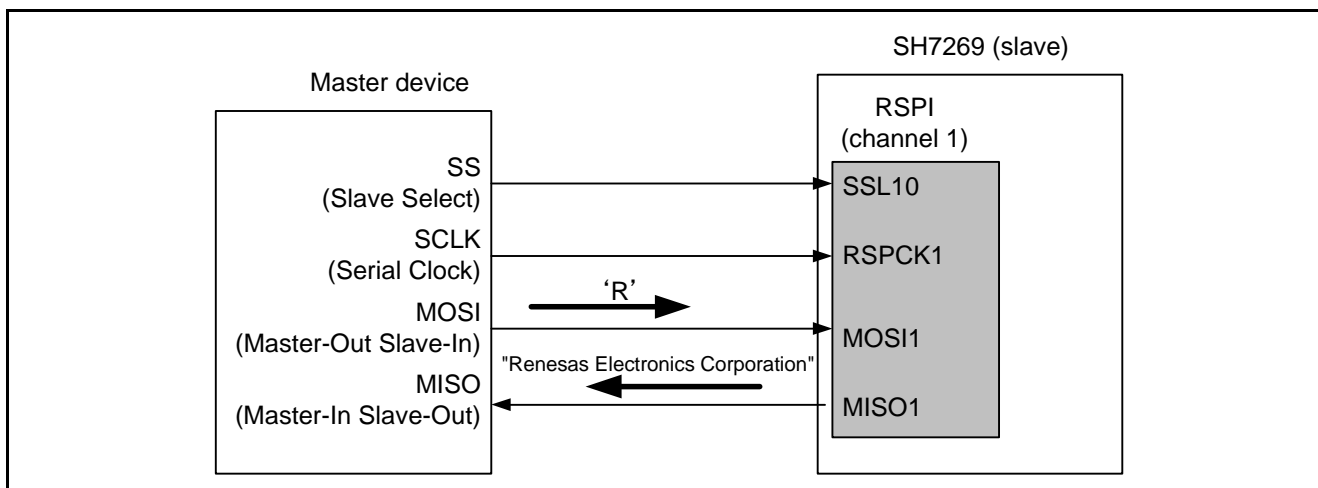 SH7269 (slave)
Master device
RSPI
(channel 1)
SS
(Slave Select)
SSL10
SCLK
(Serial Clock)
RSPCK1
‘R’
MOSI
(Master-Out Slave-In)
MOSI1
"Renesas Electronics Corporation"
MISO
(Master-In Slave-Out)
MISO1